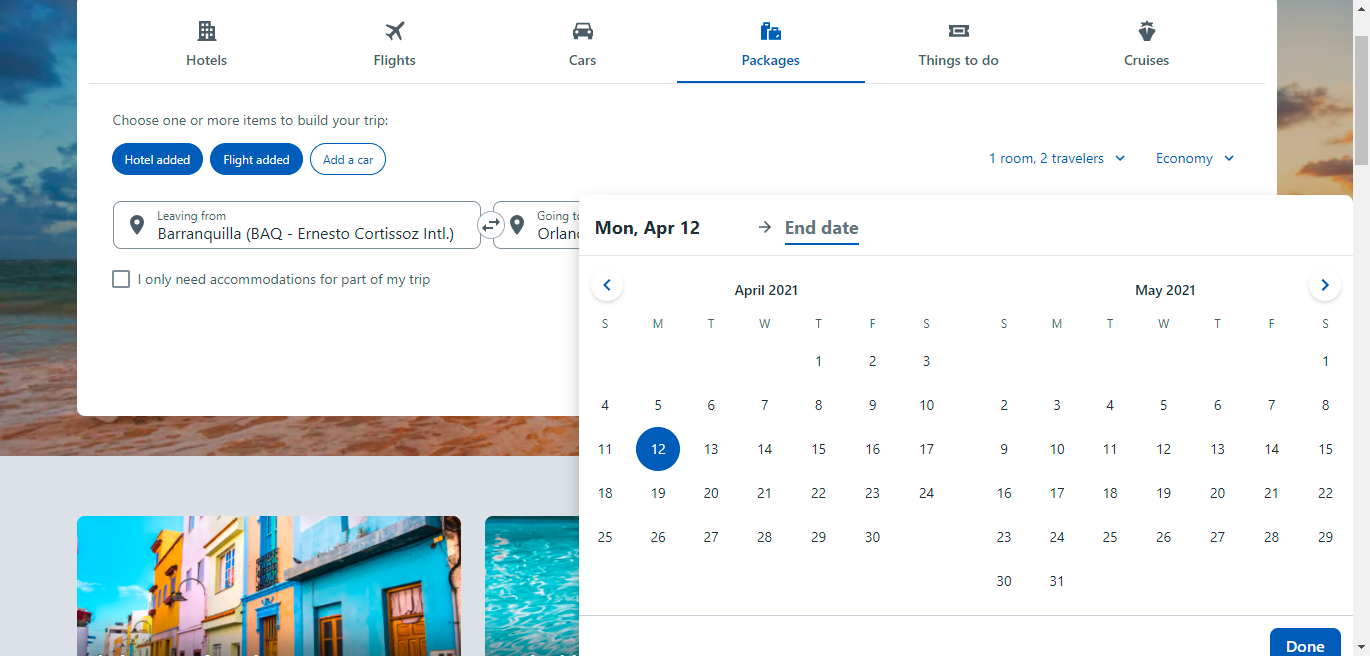 Hotels
Flights
Cars
Packages
Things to do
Cruises
Choose one or more items to build your trip:
Hotel added
Flight added
Add a car
1 room, 2 travelers
Economy
Leaving from
Barranquilla (BAQ - Ernesto Cortissoz Intl.)
Going to
I only need accommodations for part of my trip
Mon, Apr 12
End date
April 2021
S M T W T F S
1 2 3
4 5 6 7 8 9 10
11 12 13 14 15 16 17
18 19 20 21 22 23 24
25 26 27 28 29 30
May 2021
S M T W T F S
1
2 3 4 5 6 7 8
9 10 11 12 13 14 15
16 17 18 19 20 21 22
23 24 25 26 27 28 29
30 31
Done